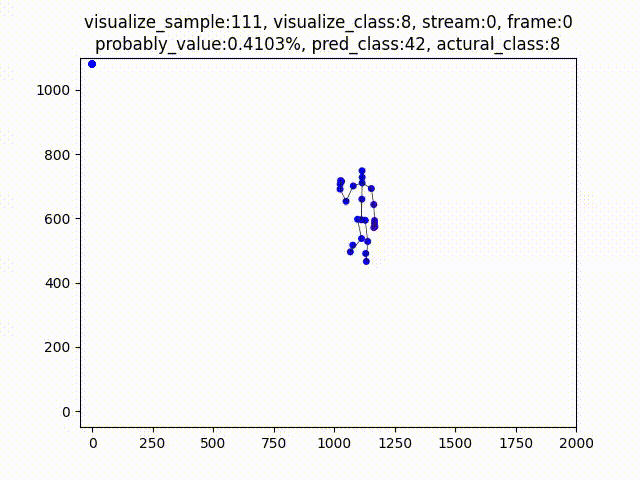 visualize_sample:111, visualize_class:8, stream:0, frame:0
probably_value:0.4103%, pred_class:42, actural_class:8
1000
800
600
400
200
0
0 250 500 750 1000 1250 1500 1750 2000